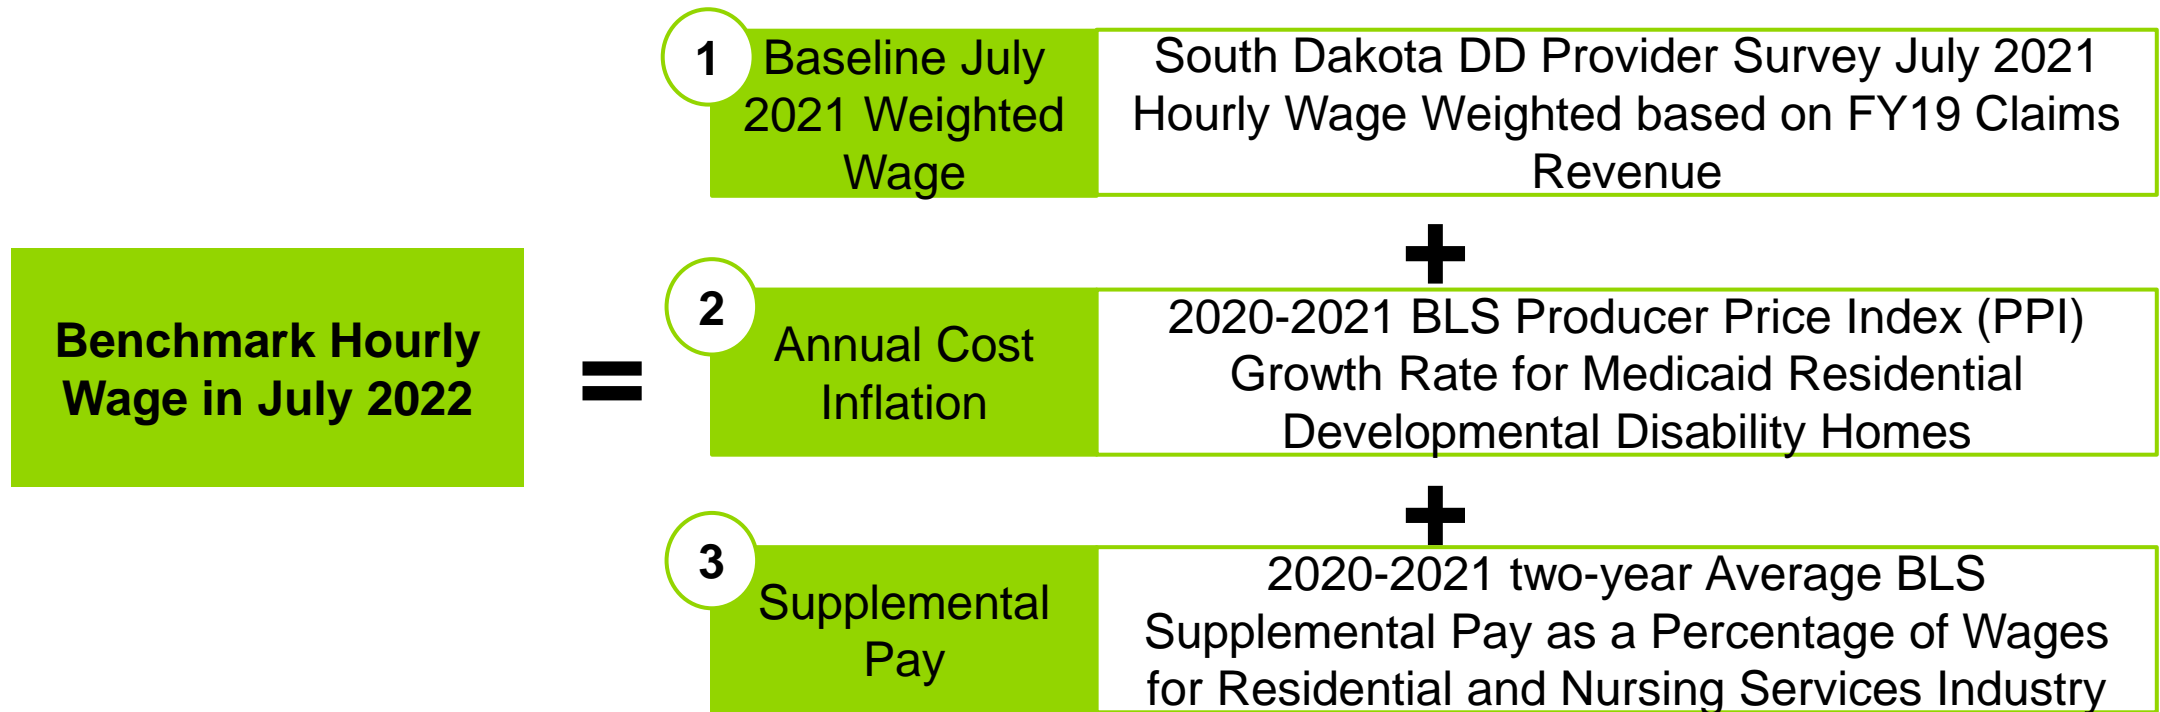 1
Baseline July
2021 Weighted
Wage
South Dakota DD Provider Survey July 2021
Hourly Wage Weighted based on FY19 Claims
Revenue
+
Benchmark Hourly
Wage in July 2022
=
2
Annual Cost
Inflation
2020-2021 BLS Producer Price Index (PPI)
Growth Rate for Medicaid Residential
Developmental Disability Homes
+
3
Supplemental
Pay
2020-2021 two-year Average BLS
Supplemental Pay as a Percentage of Wages
for Residential and Nursing Services Industry